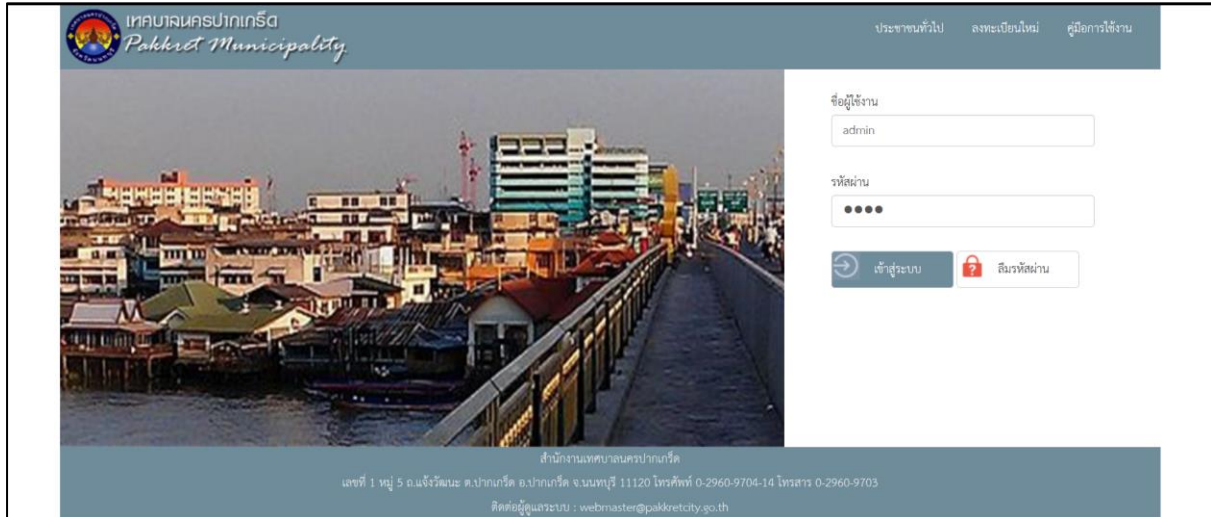 เทศบาลนครปากเกร็ด
Pakkret Municipality
ประชาชนทั่วไป ลงทะเบียนใหม่ คู่มือการใช้งาน
ชื่อผู้ใช้งาน
admin
รหัสผ่าน
●●●●
เข้าสู่ระบบ ? ลืมรหัสผ่าน
สำนักงานเทศบาลนครปากเกร็ด
เลขที่ 1 หมู่ 5 ถ.แจ้งวัฒนะ ต.ปากเกร็ด อ.ปากเกร็ด จ.นนทบุรี 11120 โทรศัพท์ 0-2960-9704-14 โทรสาร 0-2960-9703
ติดต่อผู้ดูแลระบบ : webmaster@pakkretcity.go.th